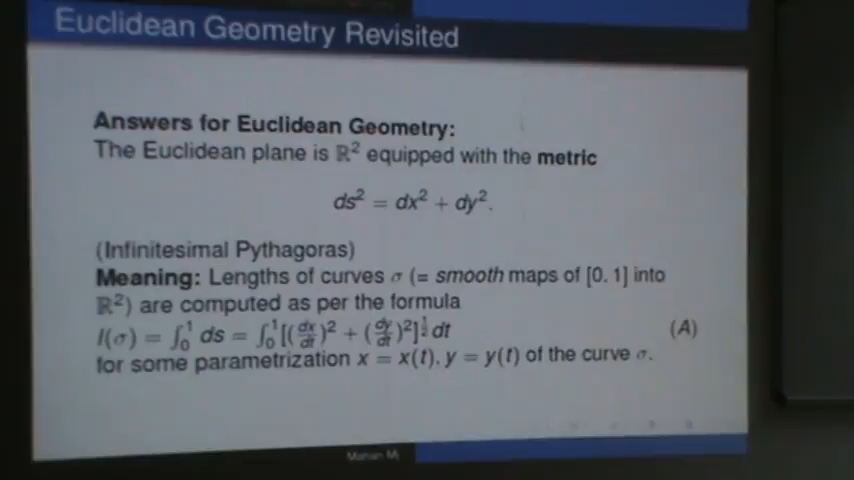 Euclidean Geometry Revisited
Answers for Euclidean Geometry:
The Euclidean plane is ℝ² equipped with the metric
ds² = dx² + dy².
(Infinitesimal Pythagoras)
Meaning: Lengths of curves σ (= smooth maps of [0, 1] into
ℝ²) are computed as per the formula
l(σ) = ∫₀¹ ds = ∫₀¹[(dx/dt)² + (dy/dt)²]^½ dt (A)
for some parametrization x = x(t), y = y(t) of the curve σ.
Mahan Mj